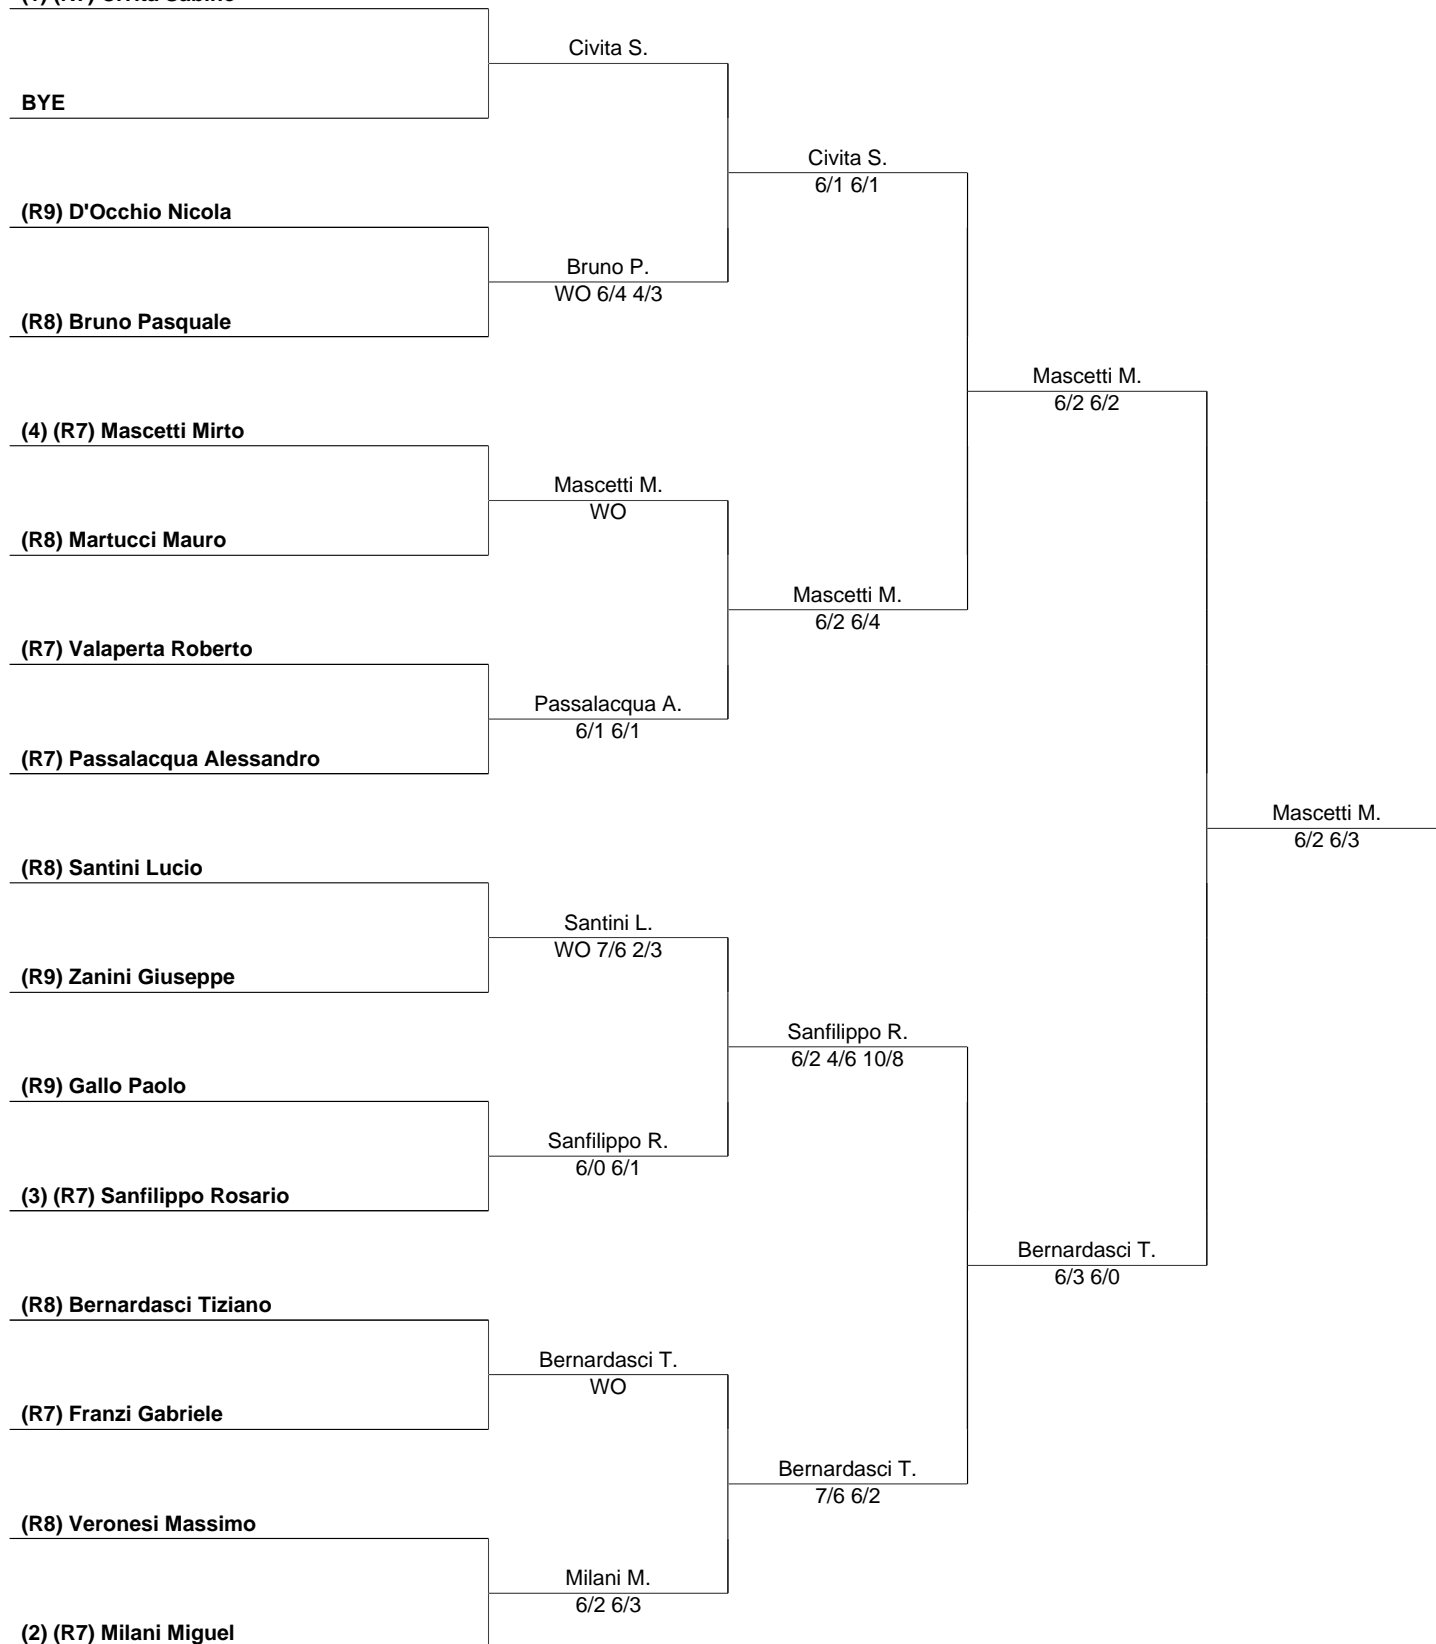 Civita S.
BYE
Civita S.
6/1 6/1
(R9) D'Occhio Nicola
Bruno P.
WO 6/4 4/3
(R8) Bruno Pasquale
Mascetti M.
6/2 6/2
(4) (R7) Mascetti Mirto
Mascetti M.
WO
(R8) Martucci Mauro
Mascetti M.
6/2 6/4
(R7) Valaperta Roberto
Passalacqua A.
6/1 6/1
(R7) Passalacqua Alessandro
Mascetti M.
6/2 6/3
(R8) Santini Lucio
Santini L.
WO 7/6 2/3
(R9) Zanini Giuseppe
Sanfilippo R.
6/2 4/6 10/8
(R9) Gallo Paolo
Sanfilippo R.
6/0 6/1
(3) (R7) Sanfilippo Rosario
Bernardasci T.
6/3 6/0
(R8) Bernardasci Tiziano
Bernardasci T.
WO
(R7) Franzi Gabriele
Bernardasci T.
7/6 6/2
(R8) Veronesi Massimo
Milani M.
6/2 6/3
(2) (R7) Milani Miguel